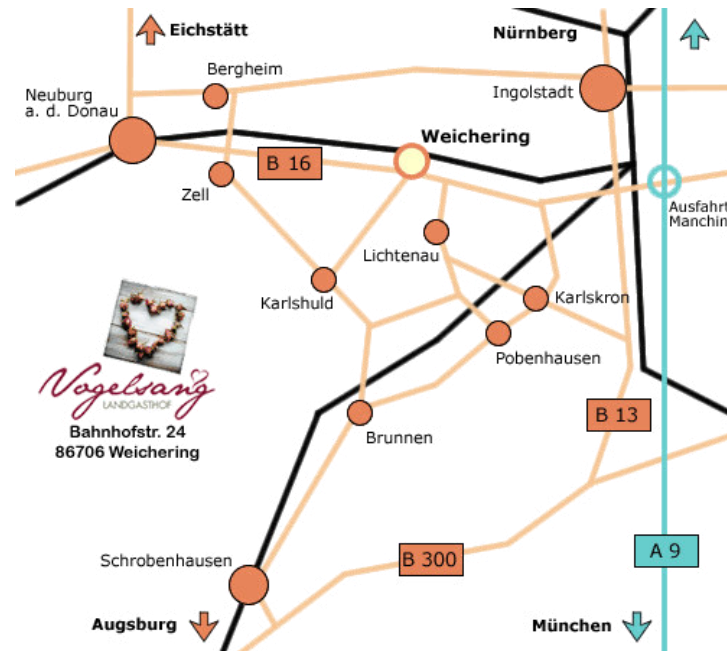 Eichstätt
Nürnberg
Bergheim
Neuburg
a. d. Donau
Ingolstadt
Weichering
B 16
Zell
Ausfahrt
Manchin
Lichtenau
Karlshuld
Karlskron
Pobenhausen
Vogelsang
LANDGASTHOF
Bahnhofstr. 24
86706 Weichering
B 13
Brunnen
Schrobenhausen
B 300
A 9
Augsburg
München